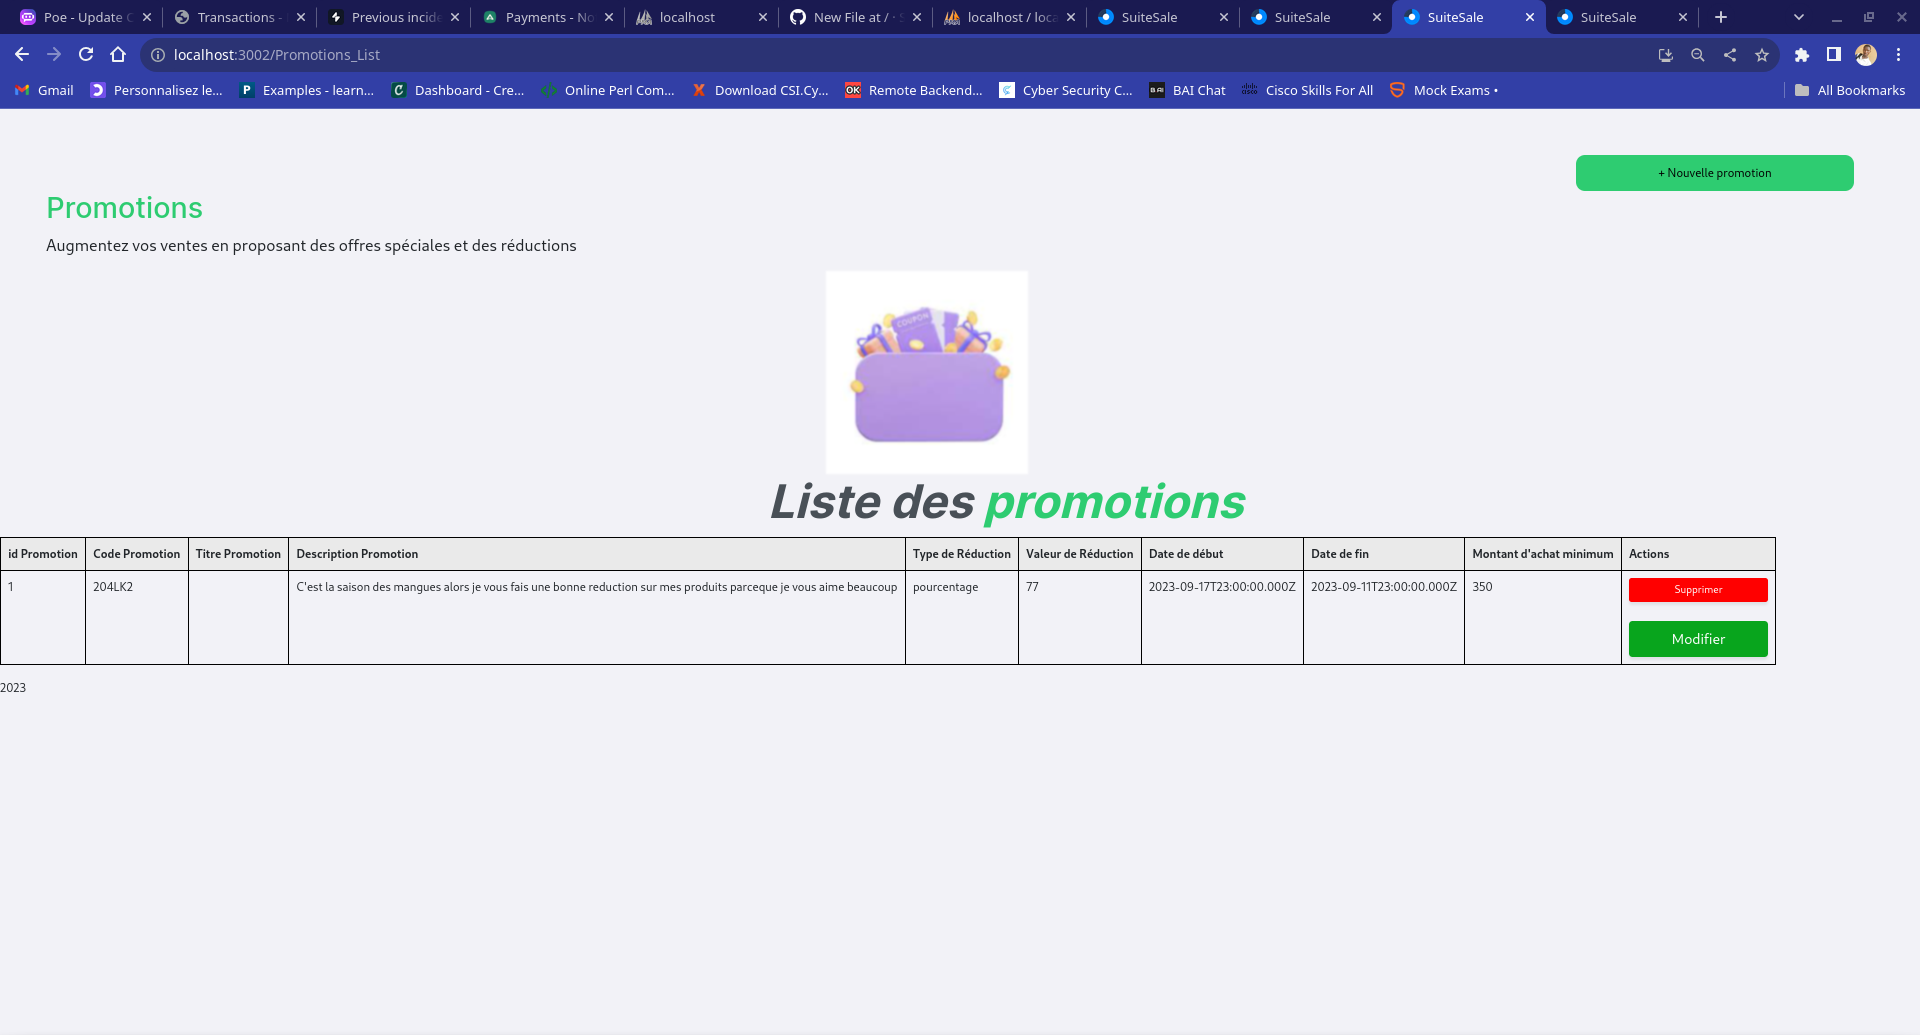 Poe - Update C
Transactions -
Previous incide
Payments - No
localhost
New File at / · S
localhost / loca
SuiteSale
SuiteSale
SuiteSale
SuiteSale
localhost:3002/Promotions_List
Gmail
Personnalisez le...
Examples - learn...
Dashboard - Cre...
Online Perl Com...
Download CSI.Cy...
Remote Backend...
Cyber Security C...
BAI Chat
Cisco Skills For All
Mock Exams •
All Bookmarks
+ Nouvelle promotion
Promotions
Augmentez vos ventes en proposant des offres spéciales et des réductions
COUPON
Liste des promotions
id Promotion Code Promotion Titre Promotion Description Promotion Type de Réduction Valeur de Réduction Date de début Date de fin Montant d'achat minimum Actions
1 204LK2 C'est la saison des mangues alors je vous fais une bonne reduction sur mes produits parceque je vous aime beaucoup pourcentage 77 2023-09-17T23:00:00.000Z 2023-09-11T23:00:00.000Z 350 Supprimer
Modifier
2023